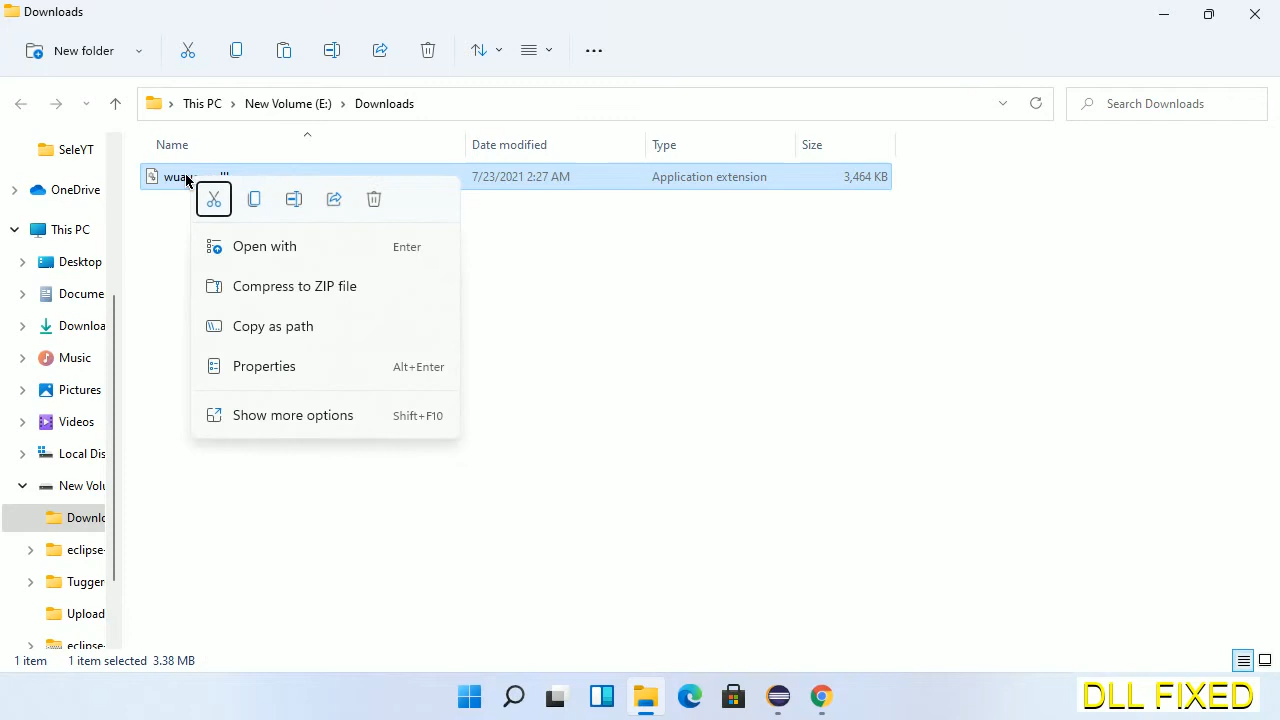 Downloads
New folder
This PC
New Volume (E:)
Downloads
Search Downloads
Name
Date modified
Type
Size
7/23/2021 2:27 AM
Application extension
3,464 KB
Open with Enter
Compress to ZIP file
Copy as path
Properties Alt+Enter
Show more options Shift+F10
SeleYT
OneDrive
This PC
Desktop
Docume
Downloa
Music
Pictures
Videos
Local Dis
New Volu
Downlo
eclipse-
Tugger
Upload
eclipse-
1 item 1 item selected 3.38 MB
DLL FIXED